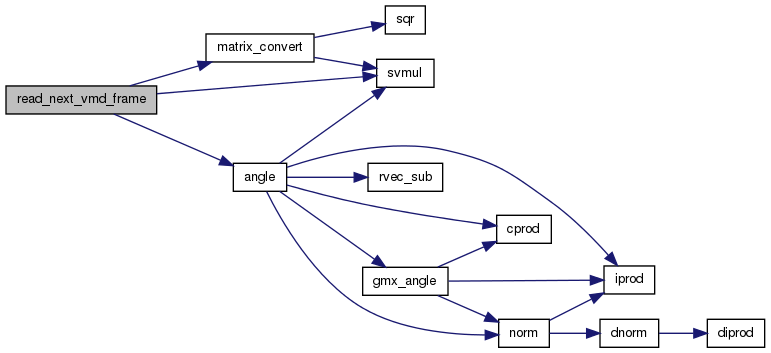 sqr
matrix_convert
svmul
read_next_vmd_frame
angle
rvec_sub
cprod
gmx_angle
iprod
norm
dnorm
diprod